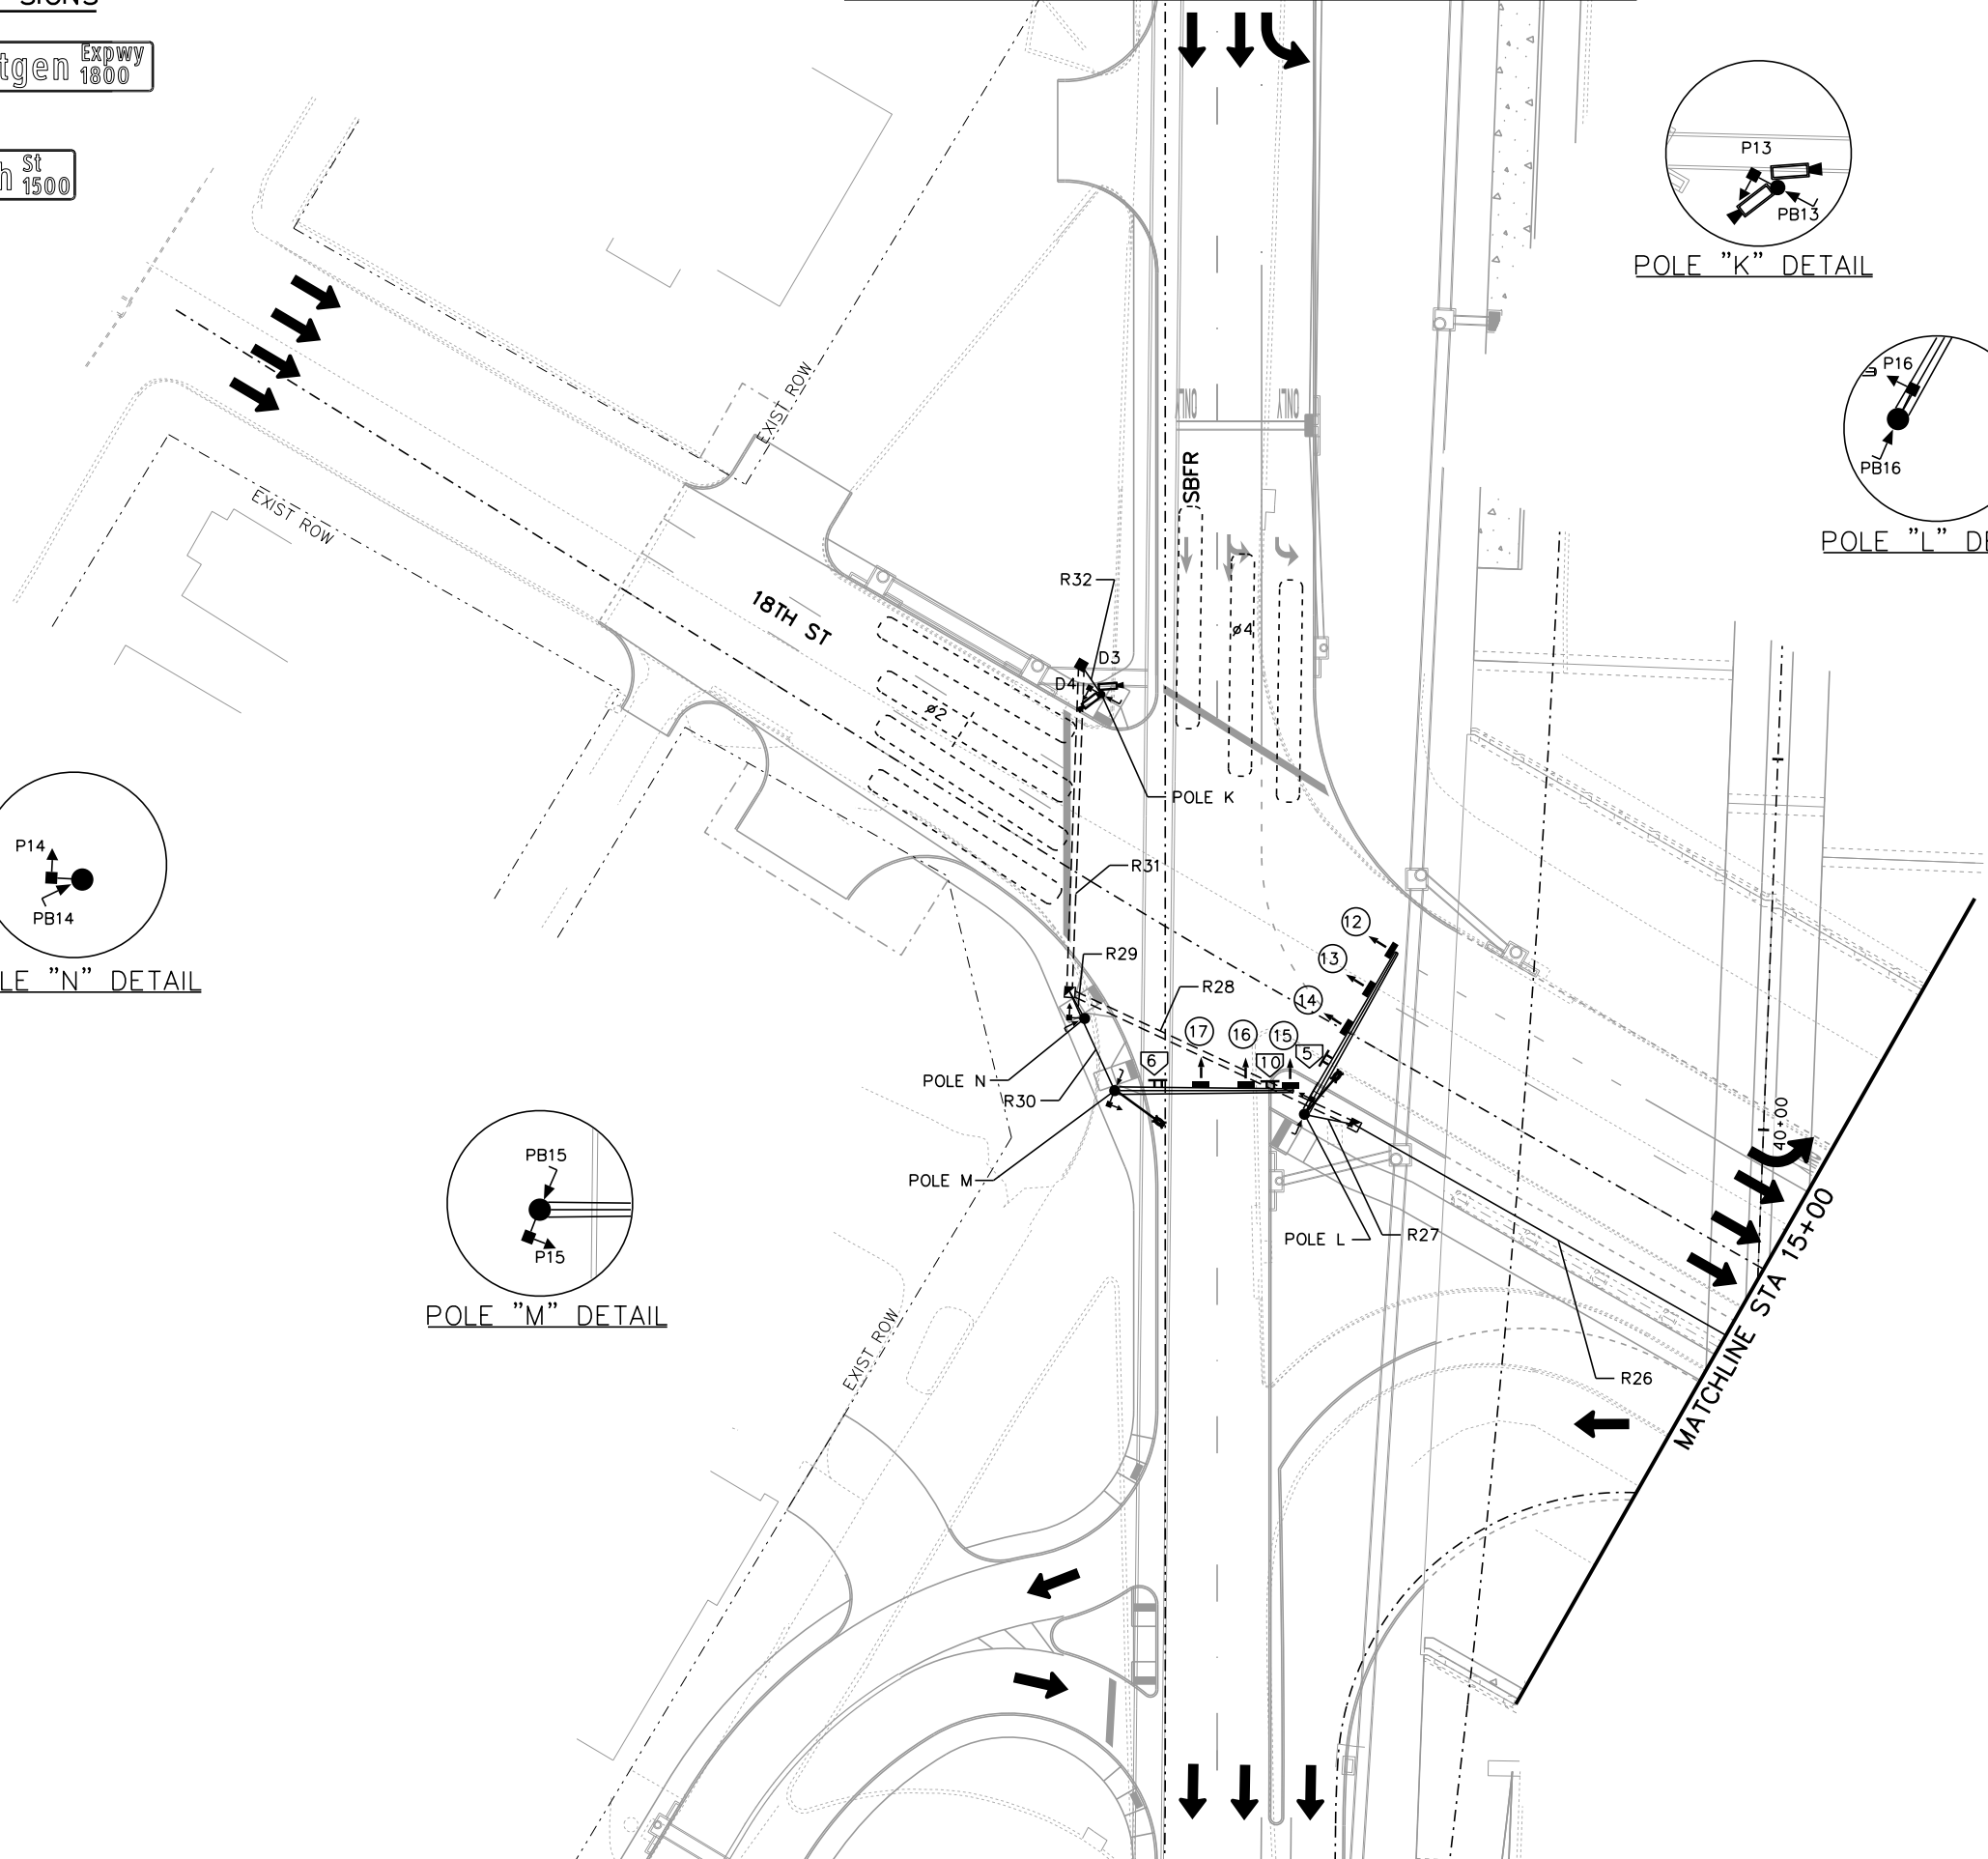 SIGNS
tgen Expwy
1800
h St
1500
P13
PB13
POLE "K" DETAIL
P16
PB16
POLE "L" DE
EXIST ROW
EXIST ROW
ONLY
ONLY
SBFR
18TH ST
R32
D3
D4
ø4
ø2
POLE K
P14
PB14
LE "N" DETAIL
R31
R29
R28
12
13
14
17
16
15
6
10
5
POLE N
R30
POLE M
POLE L
R27
R26
40+00
MATCHLINE STA 15+00
PB15
P15
POLE "M" DETAIL
EXIST ROW